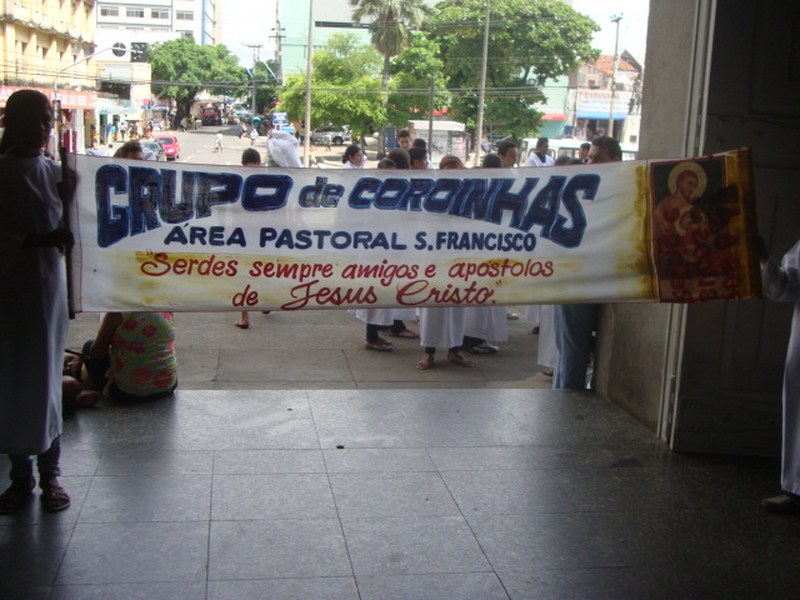 GRUPO de COROINHAS
ÁREA PASTORAL S. FRANCISCO
"Serdes sempre amigos e apostolos
de Jesus Cristo."